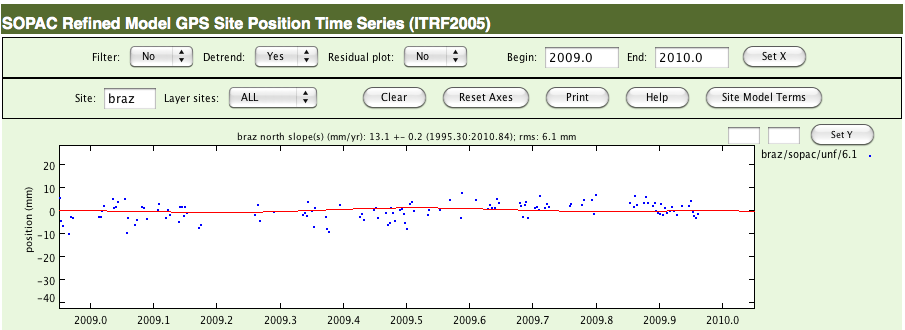 SOPAC Refined Model GPS Site Position Time Series (ITRF2005)
Filter: No Detrend: Yes Residual plot: No Begin: 2009.0 End: 2010.0 Set X
Site: braz Layer sites: ALL Clear Reset Axes Print Help Site Model Terms
braz north slope(s) (mm/yr): 13.1 +- 0.2 (1995.30:2010.84); rms: 6.1 mm Set Y
braz/sopac/unf/6.1
position (mm)
20
10
0
-10
-20
-30
-40
2009.0 2009.1 2009.2 2009.3 2009.4 2009.5 2009.6 2009.7 2009.8 2009.9 2010.0